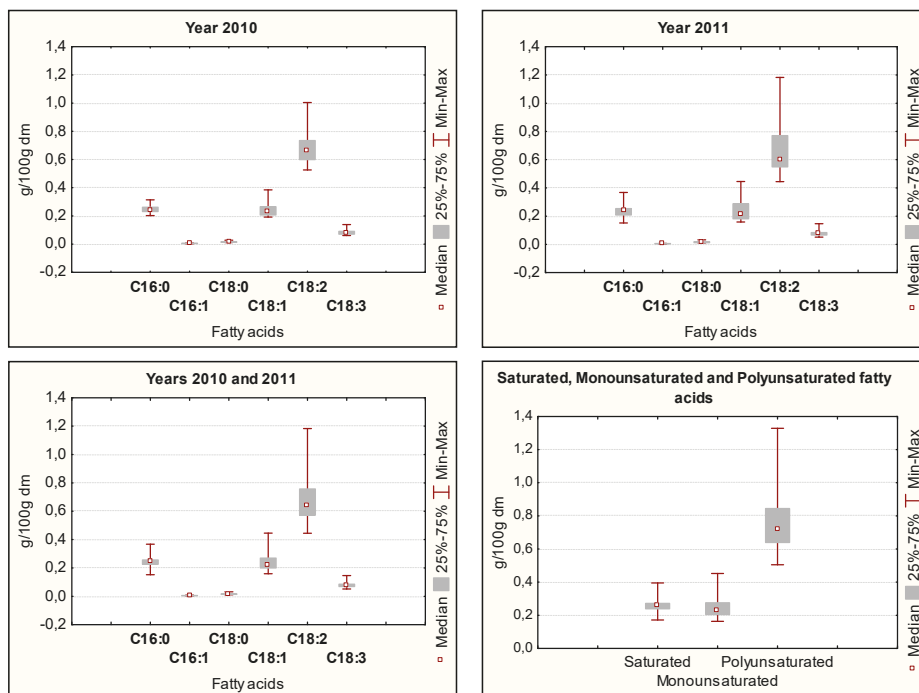 Year 2010
1,4
1,2
1,0
0,8
0,6
0,4
0,2
0,0
-0,2
g/100g dm
C16:0 C18:0 C18:2
C16:1 C18:1 C18:3
Fatty acids
Median 25%-75% Min-Max
Year 2011
1,4
1,2
1,0
0,8
0,6
0,4
0,2
0,0
-0,2
g/100g dm
C16:0 C18:0 C18:2
C16:1 C18:1 C18:3
Fatty acids
Median 25%-75% Min-Max
Years 2010 and 2011
1,4
1,2
1,0
0,8
0,6
0,4
0,2
0,0
-0,2
g/100g dm
C16:0 C18:0 C18:2
C16:1 C18:1 C18:3
Fatty acids
Median 25%-75% Min-Max
Saturated, Monounsaturated and Polyunsaturated fatty
acids
1,4
1,2
1,0
0,8
0,6
0,4
0,2
0,0
g/100g dm
Saturated Polyunsaturated
Monounsaturated
Median 25%-75% Min-Max